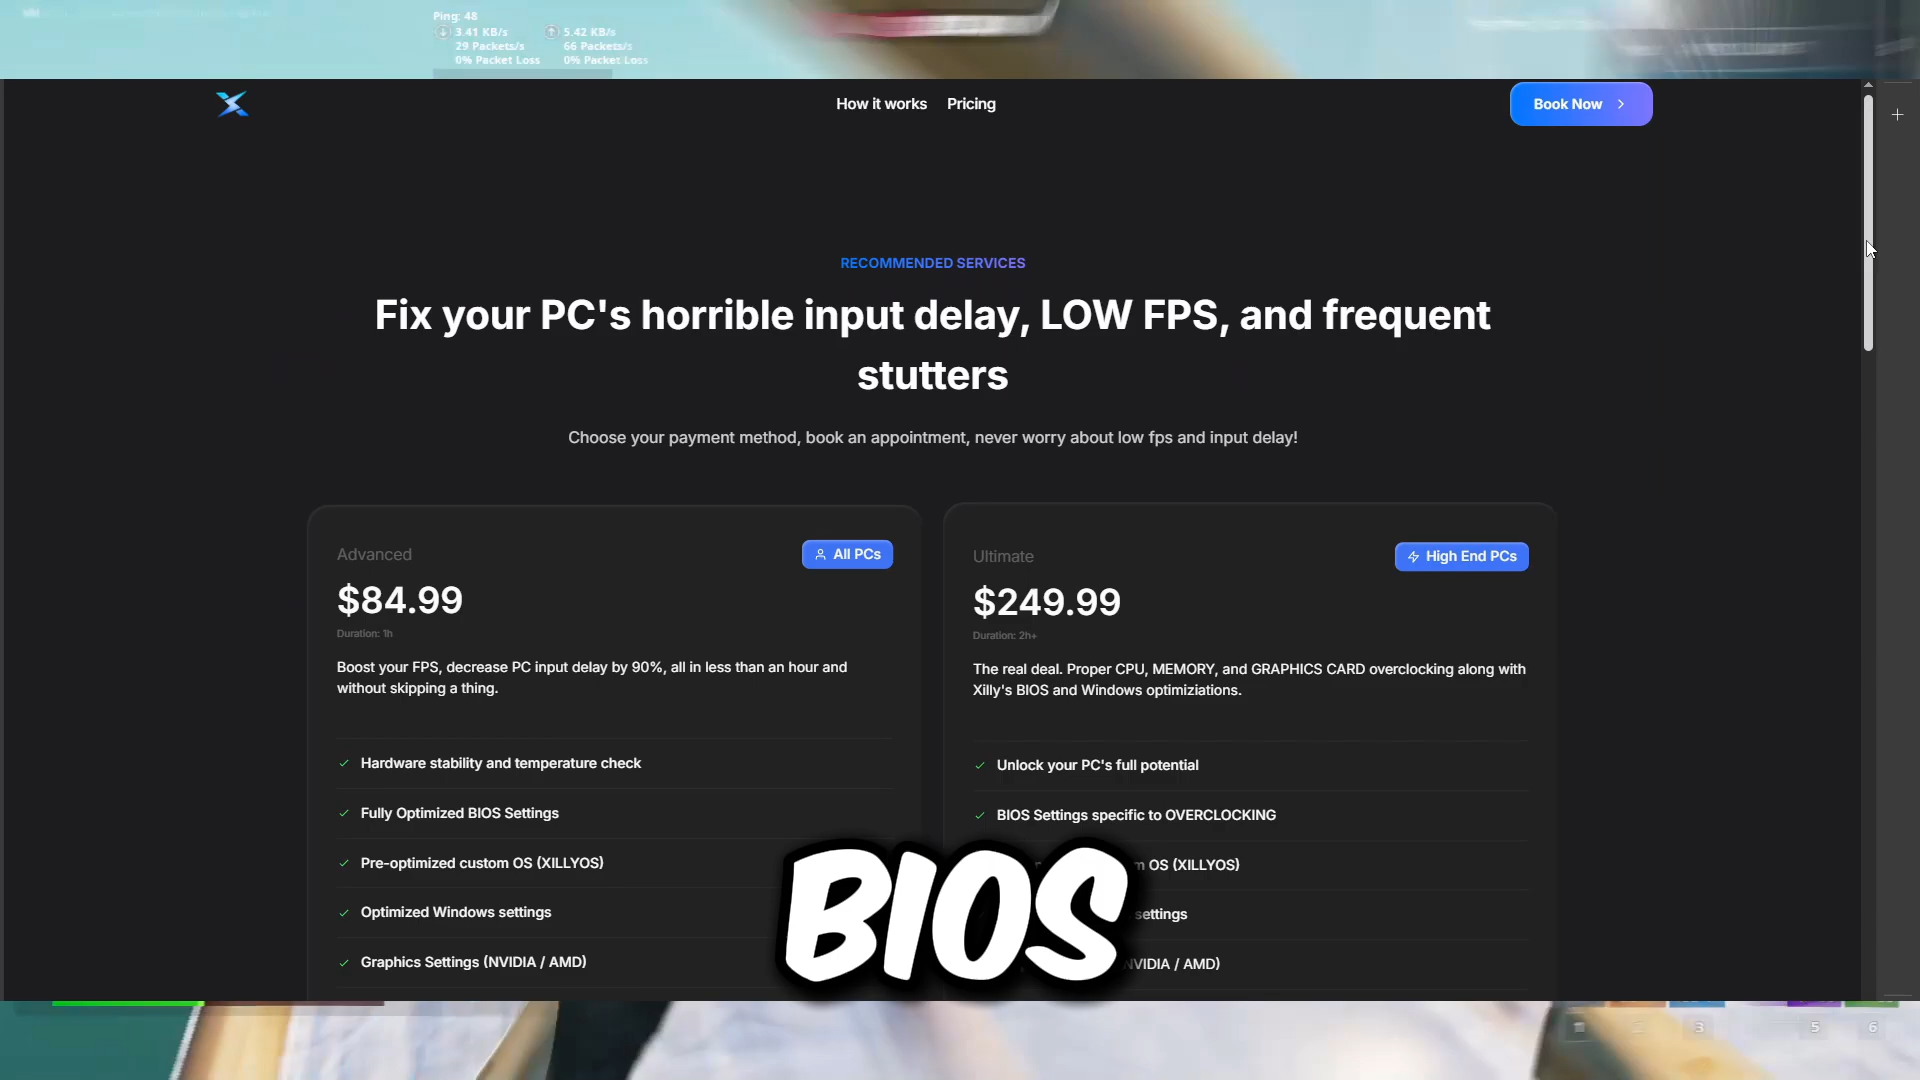 Ping: 48
3.41 KB/s 5.42 KB/s
29 Packets/s 66 Packets/s
0% Packet Loss 0% Packet Loss
How it works Pricing
Book Now
RECOMMENDED SERVICES
Fix your PC's horrible input delay, LOW FPS, and frequent
stutters
Choose your payment method, book an appointment, never worry about low fps and input delay!
Advanced
All PCs
$84.99
Duration: 1h
Boost your FPS, decrease PC input delay by 90%, all in less than an hour and
without skipping a thing.
Hardware stability and temperature check
Fully Optimized BIOS Settings
Pre-optimized custom OS (XILLYOS)
Optimized Windows settings
Graphics Settings (NVIDIA / AMD)
Ultimate
High End PCs
$249.99
Duration: 2h+
The real deal. Proper CPU, MEMORY, and GRAPHICS CARD overclocking along with
Xilly's BIOS and Windows optimiziations.
Unlock your PC's full potential
BIOS Settings specific to OVERCLOCKING
OS (XILLYOS)
settings
NVIDIA / AMD)
BIOS
3 5 6